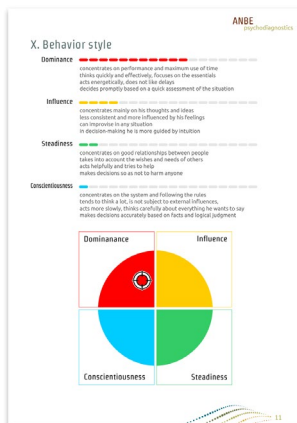 ANBE
psychodiagnostics
X. Behavior style
Dominance
concentrates on performance and maximum use of time
thinks quickly and effectively, focuses on the essentials
acts energetically, does not like delays
decides promptly based on a quick assessment of the situation
Influence
concentrates mainly on his thoughts and ideas
less consistent and more influenced by his feelings
can improvise in any situation
in decision-making he is more guided by intuition
Steadiness
concentrates on good relationships between people
takes into account the wishes and needs of others
acts helpfully and tries to help
makes decisions so as not to harm anyone
Conscientiousness
concentrates on the system and following the rules
tends to think a lot, is not subject to external influences,
acts more slowly, thinks carefully about everything he wants to say
makes decisions accurately based on facts and logical judgment
Dominanance
Influence
Conscientiousness
Steadiness
11